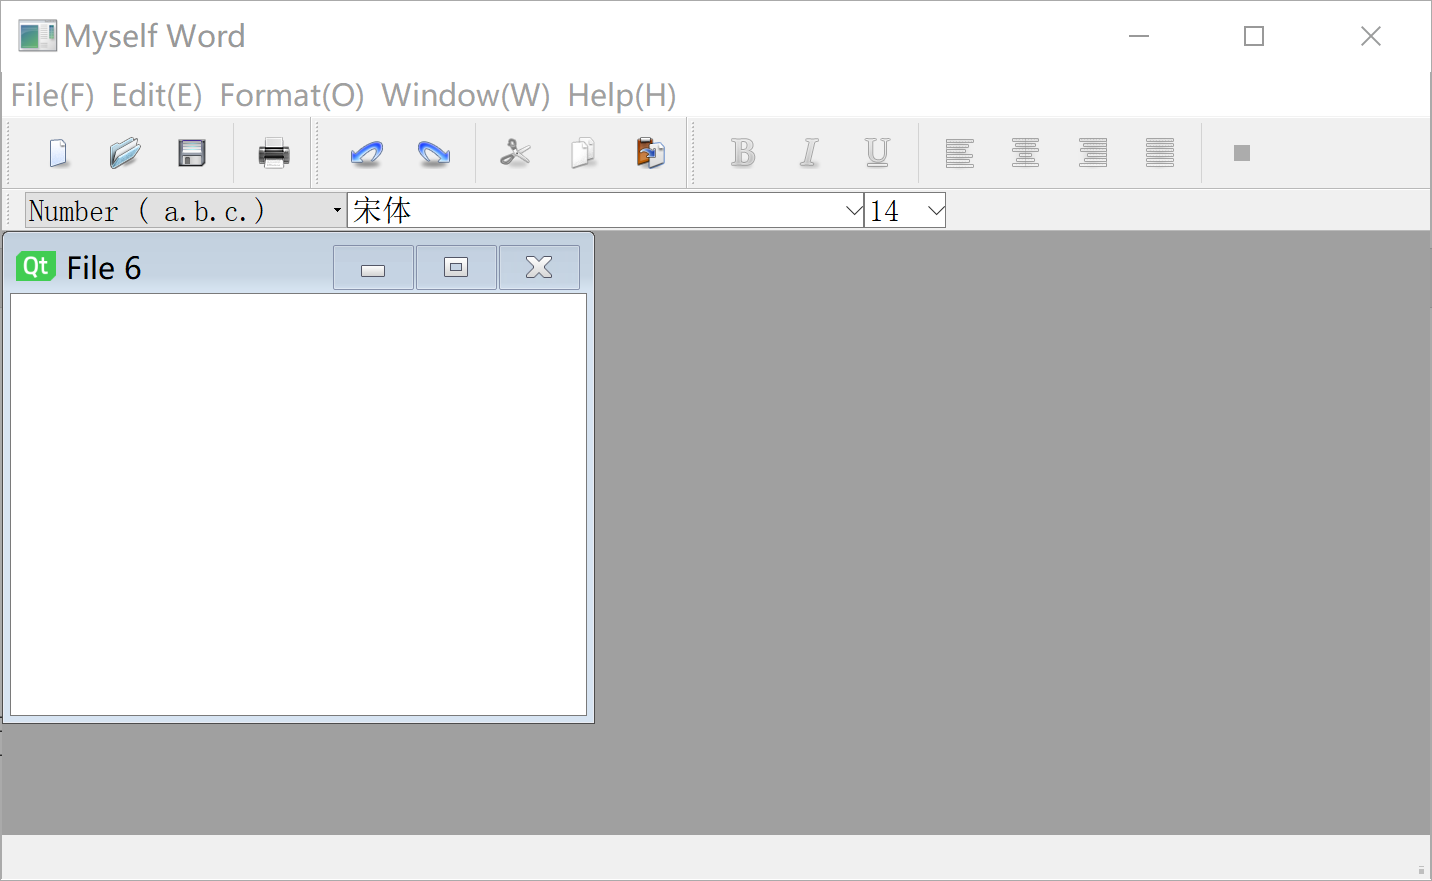 Myself Word
File(F) Edit(E) Format(O) Window(W) Help(H)
B I U
Number ( a.b.c.) 宋体 14
Qt File 6